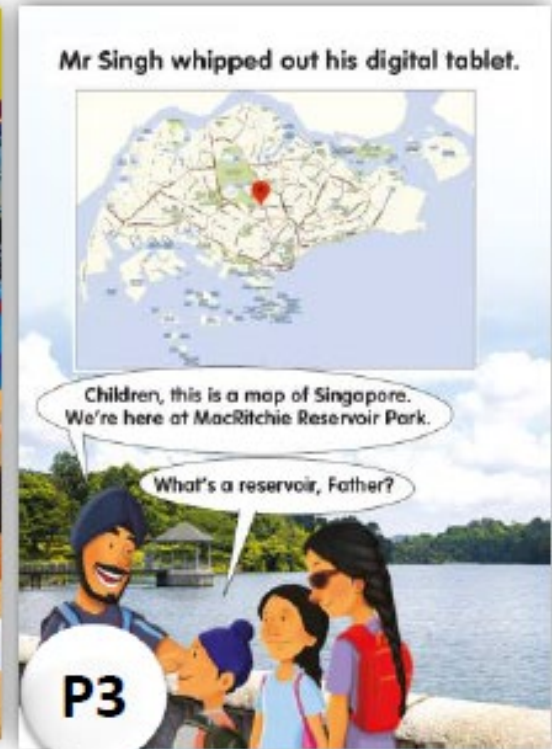 Mr Singh whipped out his digital tablet.
Children, this is a map of Singapore.
We're here at MacRitchie Reservoir Park.
What's a reservoir, Father?
P3